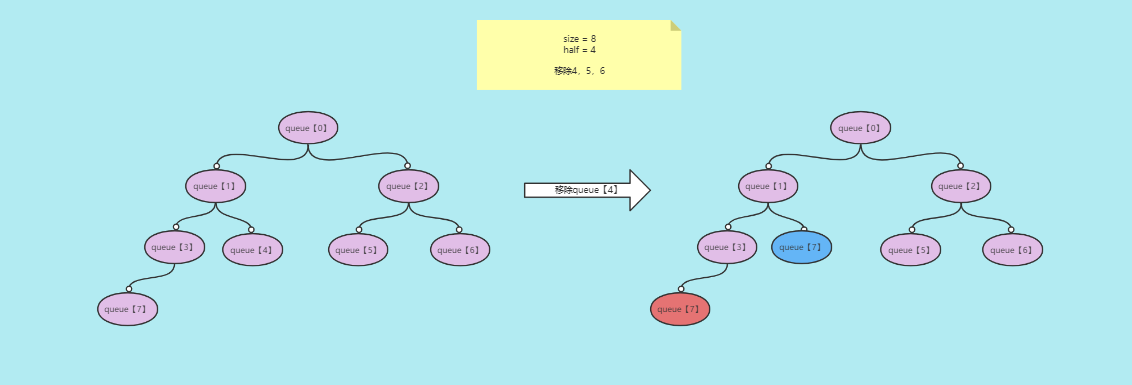 size = 8
half = 4
移除4，5，6
queue【0】
queue【1】
queue【2】
queue【3】
queue【4】
queue【5】
queue【6】
queue【7】
移除queue【4】
queue【0】
queue【1】
queue【2】
queue【3】
queue【7】
queue【5】
queue【6】
queue【7】